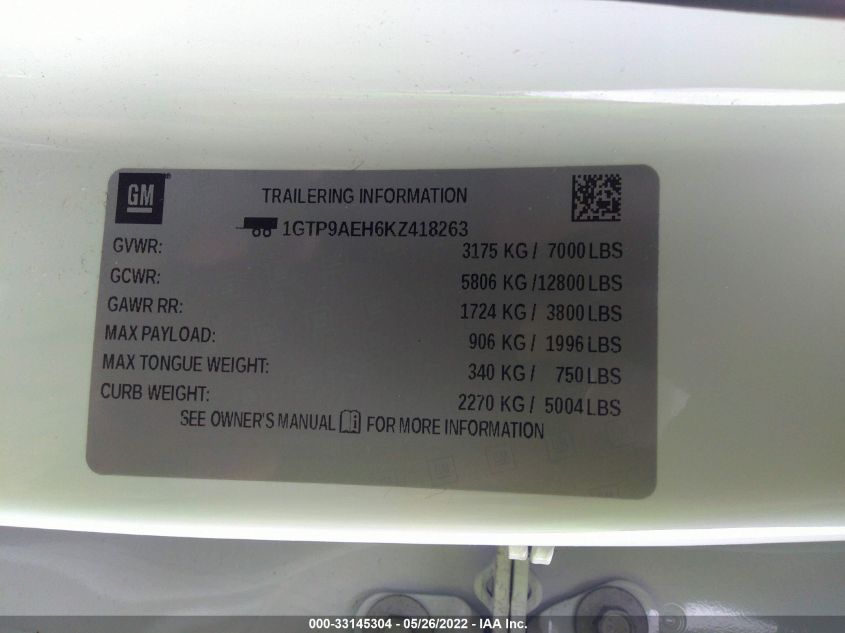 GM
TRAILERING INFORMATION
1GTP9AEH6KZ418263
GVWR: 3175 KG / 7000 LBS
GCWR: 5806 KG /12800 LBS
GAWR RR: 1724 KG / 3800 LBS
MAX PAYLOAD: 906 KG / 1996 LBS
MAX TONGUE WEIGHT: 340 KG / 750 LBS
CURB WEIGHT: 2270 KG / 5004 LBS
SEE OWNER'S MANUAL FOR MORE INFORMATION
000-33145304 - 05/26/2022 - IAA Inc.